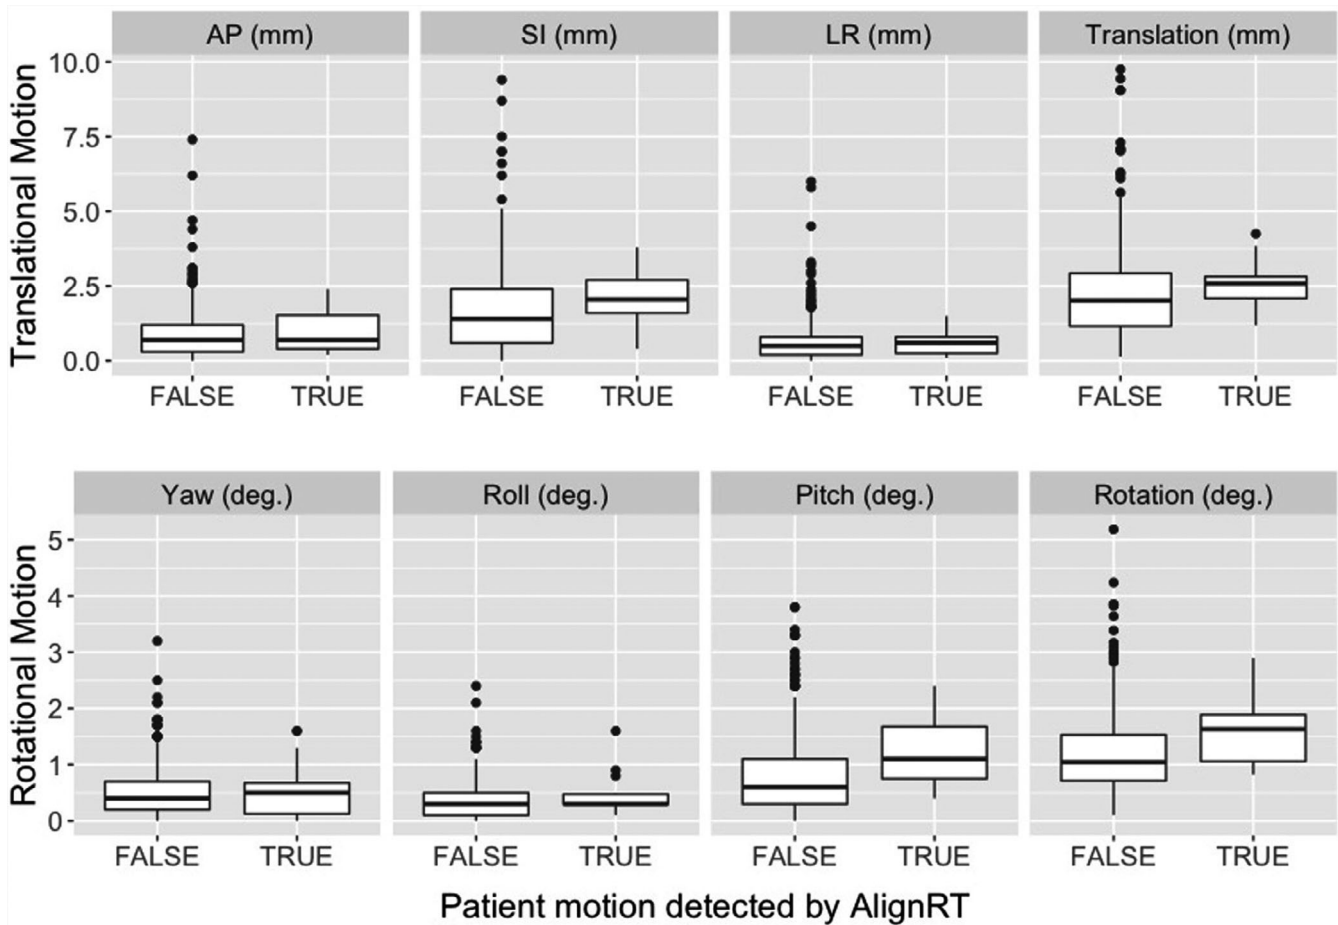 AP (mm) SI (mm) LR (mm) Translation (mm)
Translational Motion
10.0
7.5
5.0
2.5
0.0
FALSE TRUE FALSE TRUE FALSE TRUE FALSE TRUE
Yaw (deg.) Roll (deg.) Pitch (deg.) Rotation (deg.)
Rotational Motion
5
4
3
2
1
0
FALSE TRUE FALSE TRUE FALSE TRUE FALSE TRUE
Patient motion detected by AlignRT